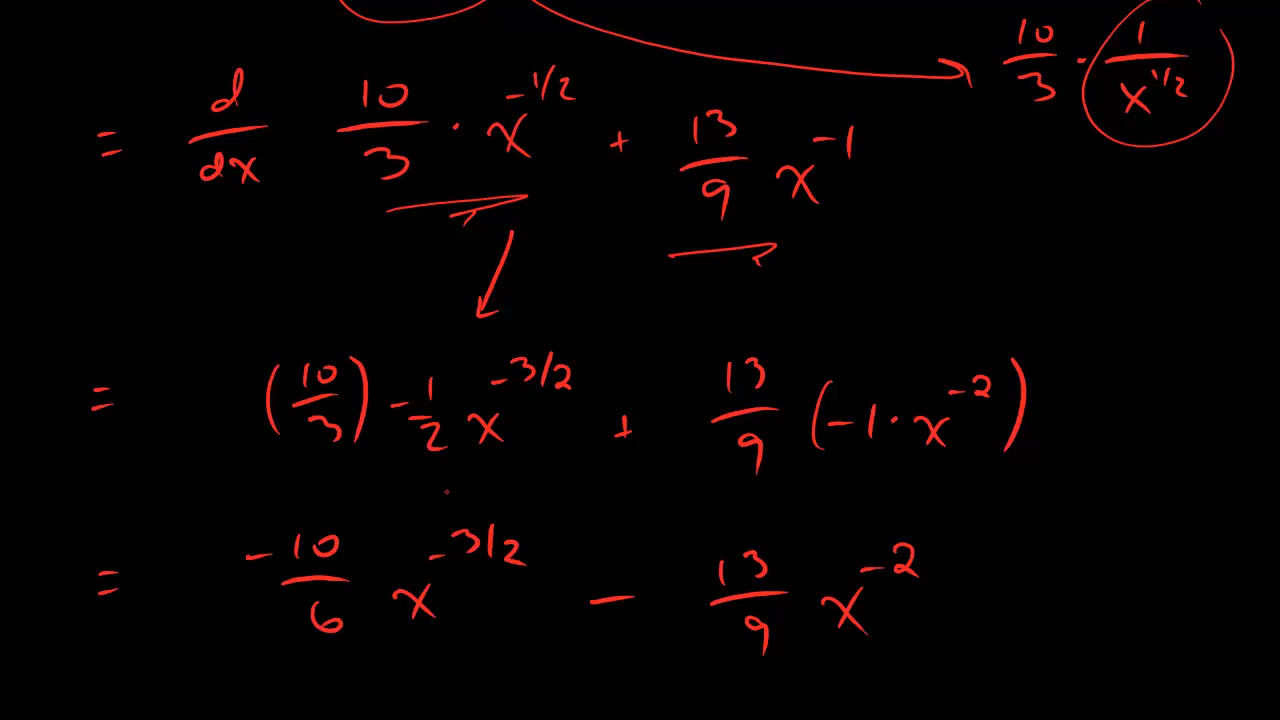 10/3 · 1/x^1/2
= d/dx 10/3 · x^-1/2 + 13/9 x^-1
= (10/3) -1/2 x^-3/2 + 13/9 (-1 · x^-2)
= -10/6 x^-3/2 - 13/9 x^-2